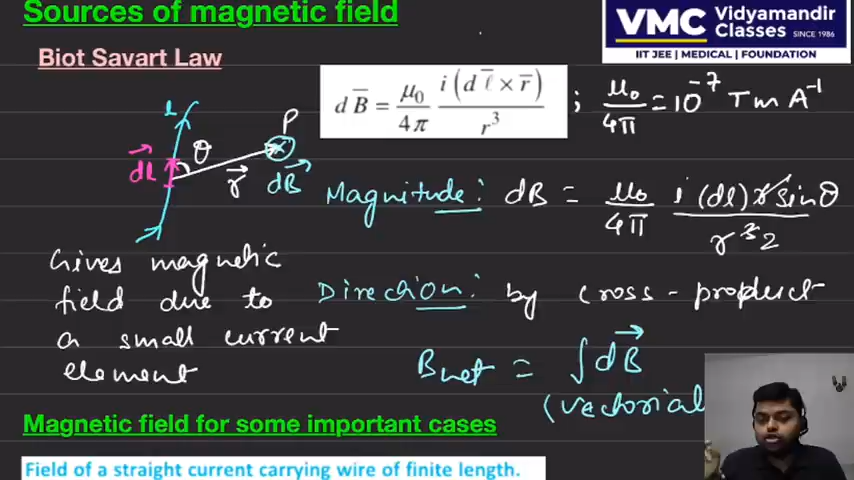 Sources of magnetic field
VMC Vidyamandir Classes SINCE 1986
IIT JEE | MEDICAL | FOUNDATION
Biot Savart Law
d B̅ = μ₀/4π i(d l̅ × r̅)/r³ ; μ₀/4π = 10⁻⁷ T m A⁻¹
i
P
θ
dl⃗
r⃗
dB⃗
Magnitude: dB = μ₀/4π i (dl) r sinθ / r³ 2
Gives magnetic
field due to
a small current
element
Direction: by cross-product
Bnet = ∫ dB⃗
(vectorial
Magnetic field for some important cases
Field of a straight current carrying wire of finite length.